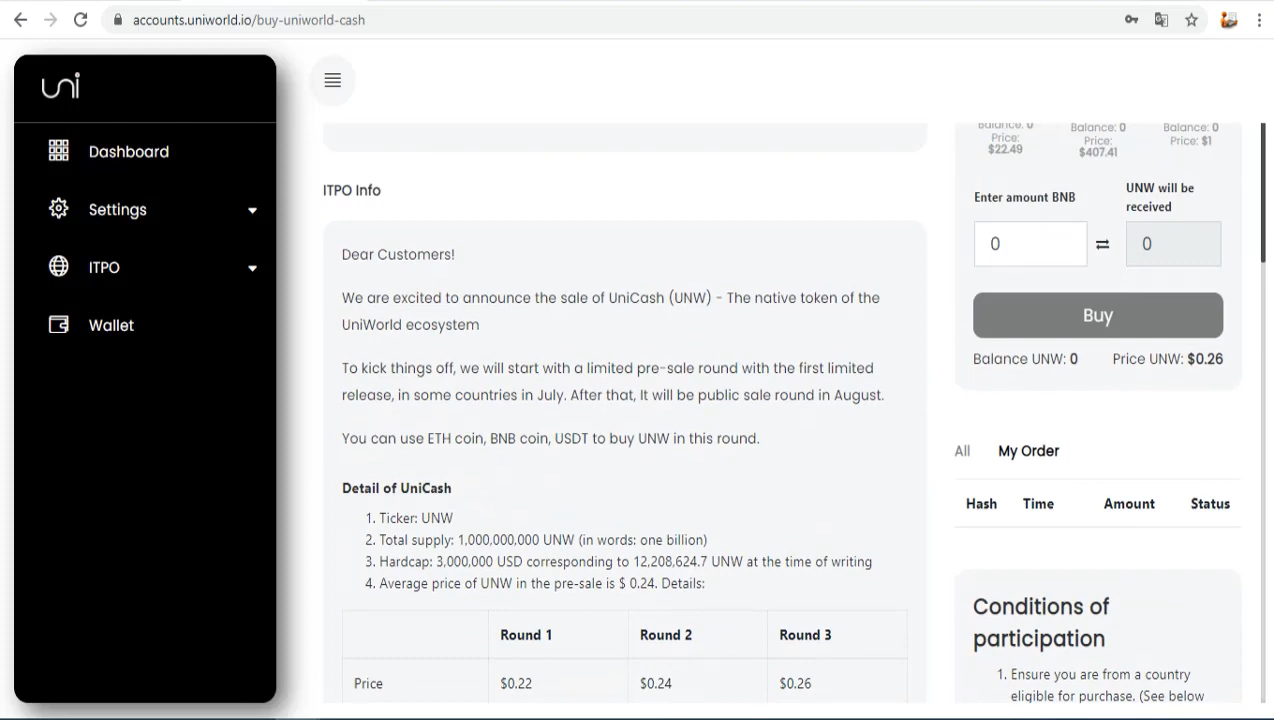 accounts.uniworld.io/buy-uniworld-cash
uni
Dashboard
Settings
ITPO
Wallet
ITPO Info
Dear Customers!
We are excited to announce the sale of UniCash (UNW) - The native token of the
UniWorld ecosystem
To kick things off, we will start with a limited pre-sale round with the first limited
release, in some countries in July. After that, It will be public sale round in August.
You can use ETH coin, BNB coin, USDT to buy UNW in this round.
Detail of UniCash
1. Ticker: UNW
2. Total supply: 1,000,000,000 UNW (in words: one billion)
3. Hardcap: 3,000,000 USD corresponding to 12,208,624.7 UNW at the time of writing
4. Average price of UNW in the pre-sale is $ 0.24. Details:
Round 1 Round 2 Round 3
Price $0.22 $0.24 $0.26
Balance: 0 Balance: 0 Balance: 0
Price: Price: Price: $1
$22.49 $407.41
Enter amount BNB
UNW will be
received
0 0
Buy
Balance UNW: 0 Price UNW: $0.26
All My Order
Hash Time Amount Status
Conditions of
participation
1. Ensure you are from a country
eligible for purchase. (See below